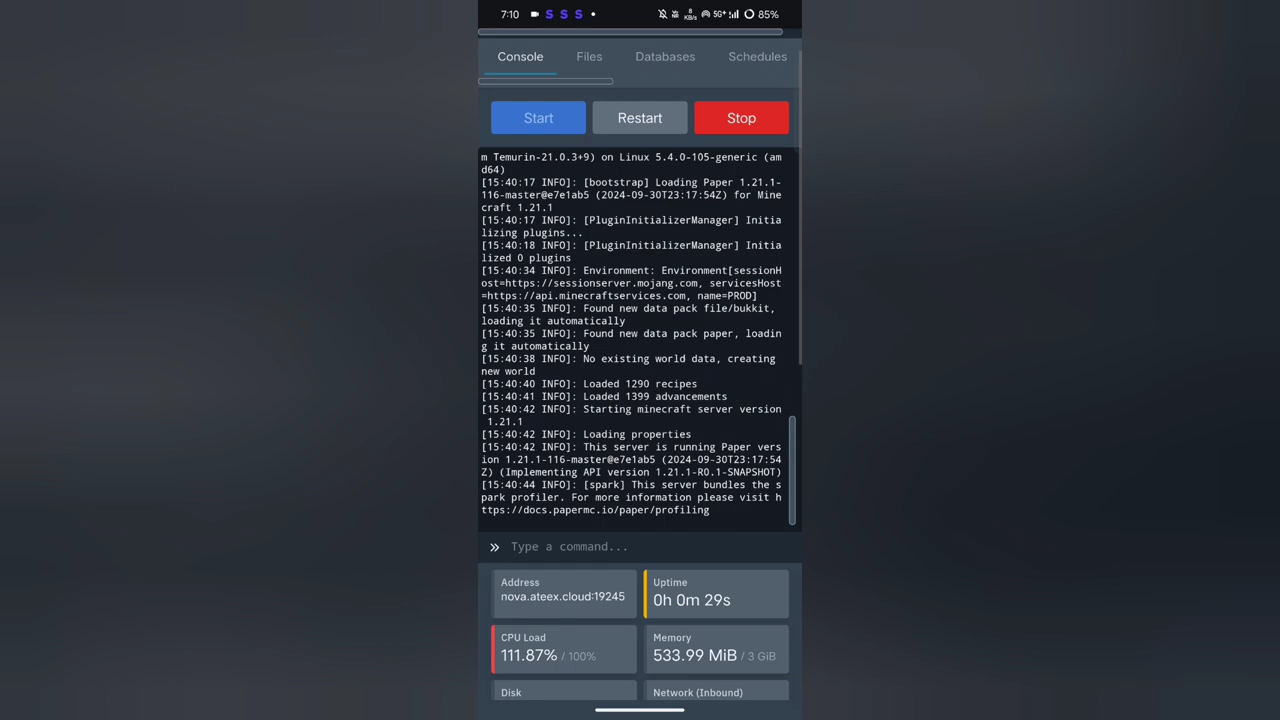 7:10 S S S 8 KB/s 5G+ 85%
Console Files Databases Schedules
Start Restart Stop
m Temurin-21.0.3+9) on Linux 5.4.0-105-generic (am
d64)
[15:40:17 INFO]: [bootstrap] Loading Paper 1.21.1-
116-master@e7e1ab5 (2024-09-30T23:17:54Z) for Mine
craft 1.21.1
[15:40:17 INFO]: [PluginInitializerManager] Initia
lizing plugins...
[15:40:18 INFO]: [PluginInitializerManager] Initia
lized 0 plugins
[15:40:34 INFO]: Environment: Environment[sessionH
ost=https://sessionserver.mojang.com, servicesHost
=https://api.minecraftservices.com, name=PROD]
[15:40:35 INFO]: Found new data pack file/bukkit,
loading it automatically
[15:40:35 INFO]: Found new data pack paper, loadin
g it automatically
[15:40:38 INFO]: No existing world data, creating
new world
[15:40:40 INFO]: Loaded 1290 recipes
[15:40:41 INFO]: Loaded 1399 advancements
[15:40:42 INFO]: Starting minecraft server version
1.21.1
[15:40:42 INFO]: Loading properties
[15:40:42 INFO]: This server is running Paper vers
ion 1.21.1-116-master@e7e1ab5 (2024-09-30T23:17:54
Z) (Implementing API version 1.21.1-R0.1-SNAPSHOT)
[15:40:44 INFO]: [spark] This server bundles the s
park profiler. For more information please visit h
ttps://docs.papermc.io/paper/profiling
» Type a command...
Address
nova.ateex.cloud:19245
Uptime
0h 0m 29s
CPU Load
111.87% / 100%
Memory
533.99 MiB / 3 GiB
Disk
Network (Inbound)